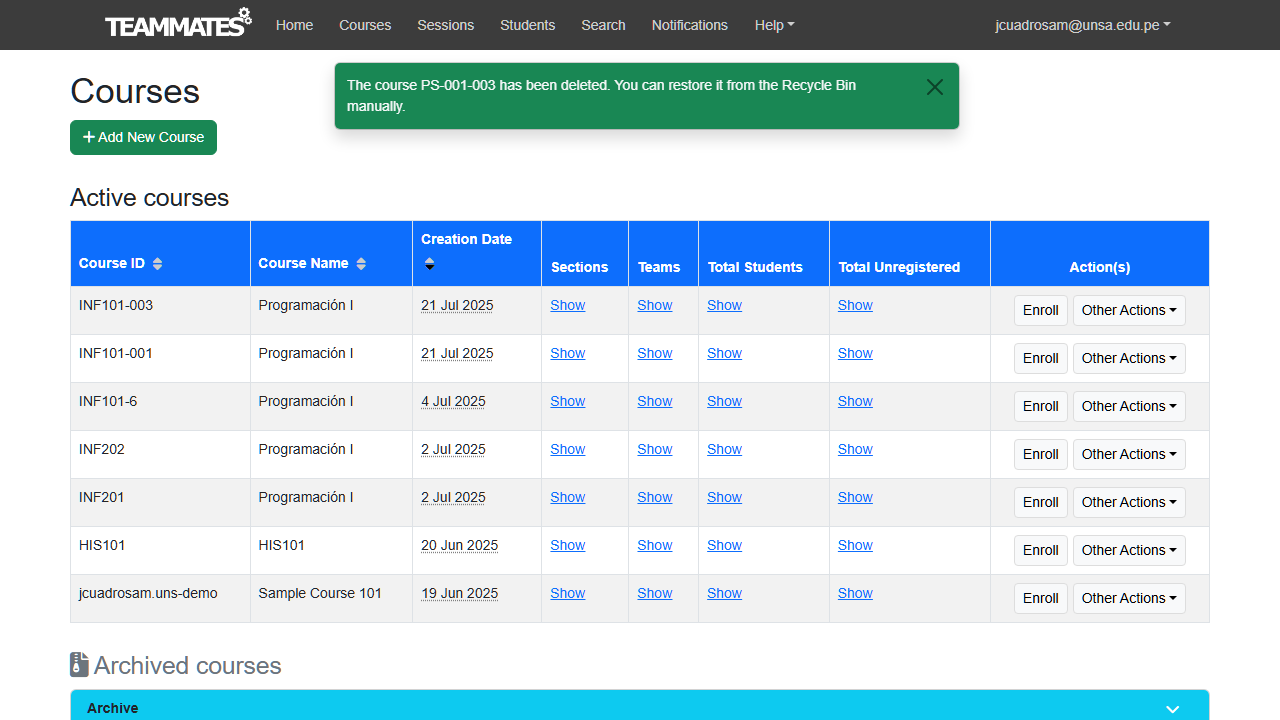 TEAMMATES Home Courses Sessions Students Search Notifications Help jcuadrosam@unsa.edu.pe
Courses
The course PS-001-003 has been deleted. You can restore it from the Recycle Bin
manually.
Add New Course
Active courses
Course ID Course Name Creation Date Sections Teams Total Students Total Unregistered Action(s)
INF101-003 Programación I 21 Jul 2025 Show Show Show Show Enroll Other Actions
INF101-001 Programación I 21 Jul 2025 Show Show Show Show Enroll Other Actions
INF101-6 Programación I 4 Jul 2025 Show Show Show Show Enroll Other Actions
INF202 Programación I 2 Jul 2025 Show Show Show Show Enroll Other Actions
INF201 Programación I 2 Jul 2025 Show Show Show Show Enroll Other Actions
HIS101 HIS101 20 Jun 2025 Show Show Show Show Enroll Other Actions
jcuadrosam.uns-demo Sample Course 101 19 Jun 2025 Show Show Show Show Enroll Other Actions
Archived courses
Archive